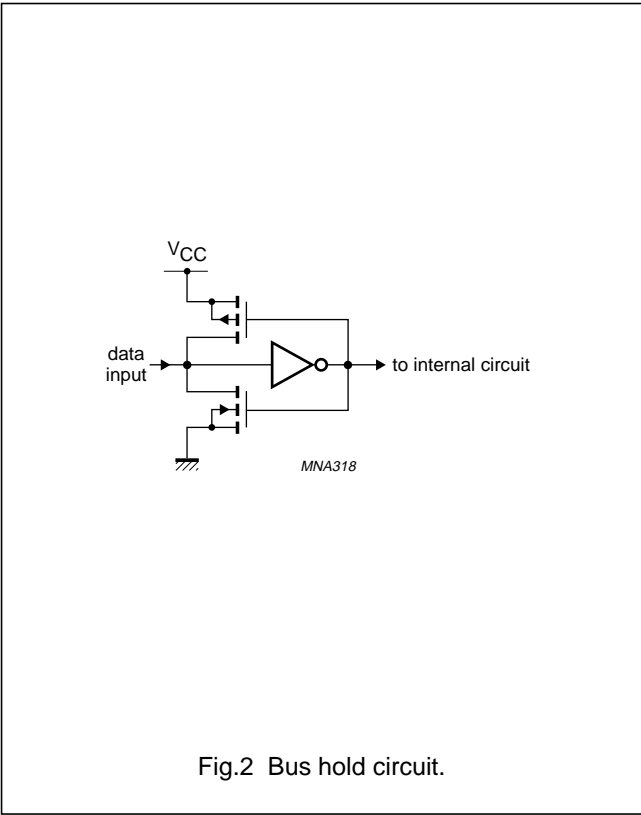 VCC
data
input
to internal circuit
MNA318
Fig.2 Bus hold circuit.